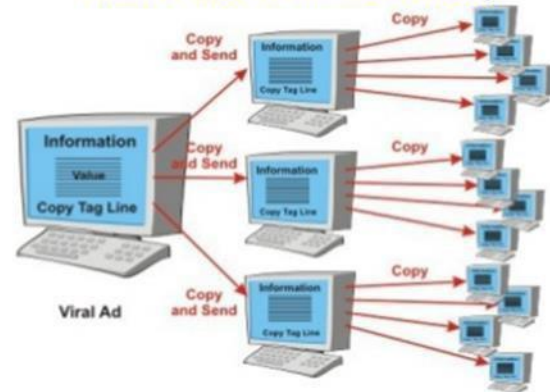 Information
Value
Copy Tag Line
Viral Ad
Copy
and Send
Information
Copy Tag Line
Copy
Copy
and Send
Information
Copy Tag Line
Copy
Copy
and Send
Information
Copy Tag Line
Copy